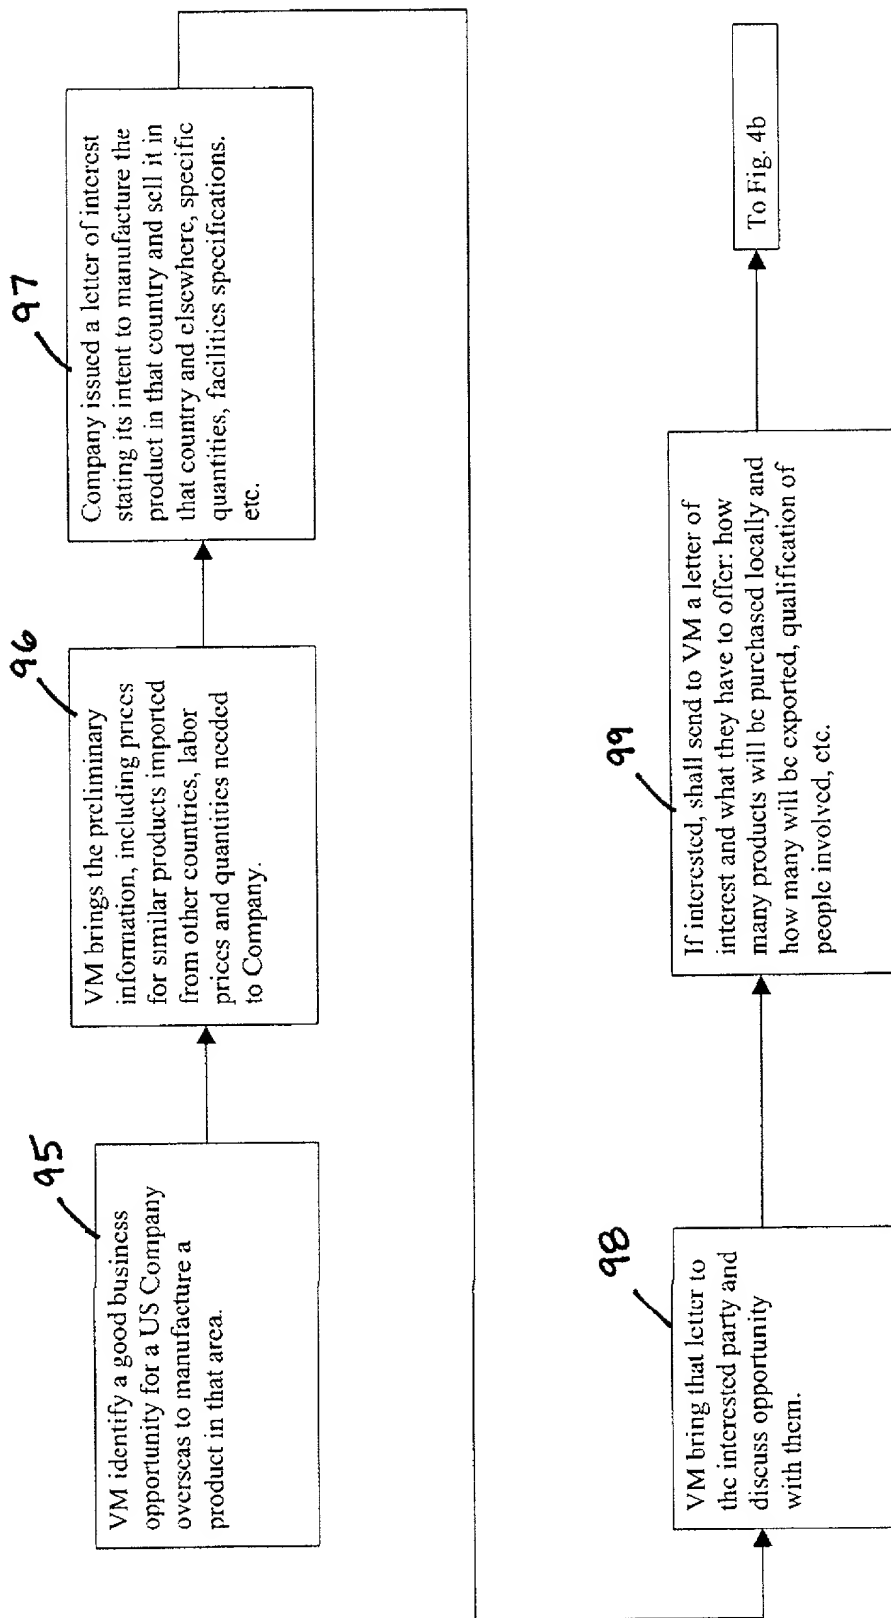 95
VM identify a good business
opportunity for a US Company
overseas to manufacture a
product in that area.
96
VM brings the preliminary
information, including prices
for similar products imported
from other countries, labor
prices and quantities needed
to Company.
97
Company issued a letter of interest
stating its intent to manufacture the
product in that country and sell it in
that country and elsewhere, specific
quantities, facilities specifications.
etc.
98
VM bring that letter to
the interested party and
discuss opportunity
with them.
99
If interested, shall send to VM a letter of
interest and what they have to offer: how
many products will be purchased locally and
how many will be exported, qualification of
people involved, etc.
To Fig. 4b